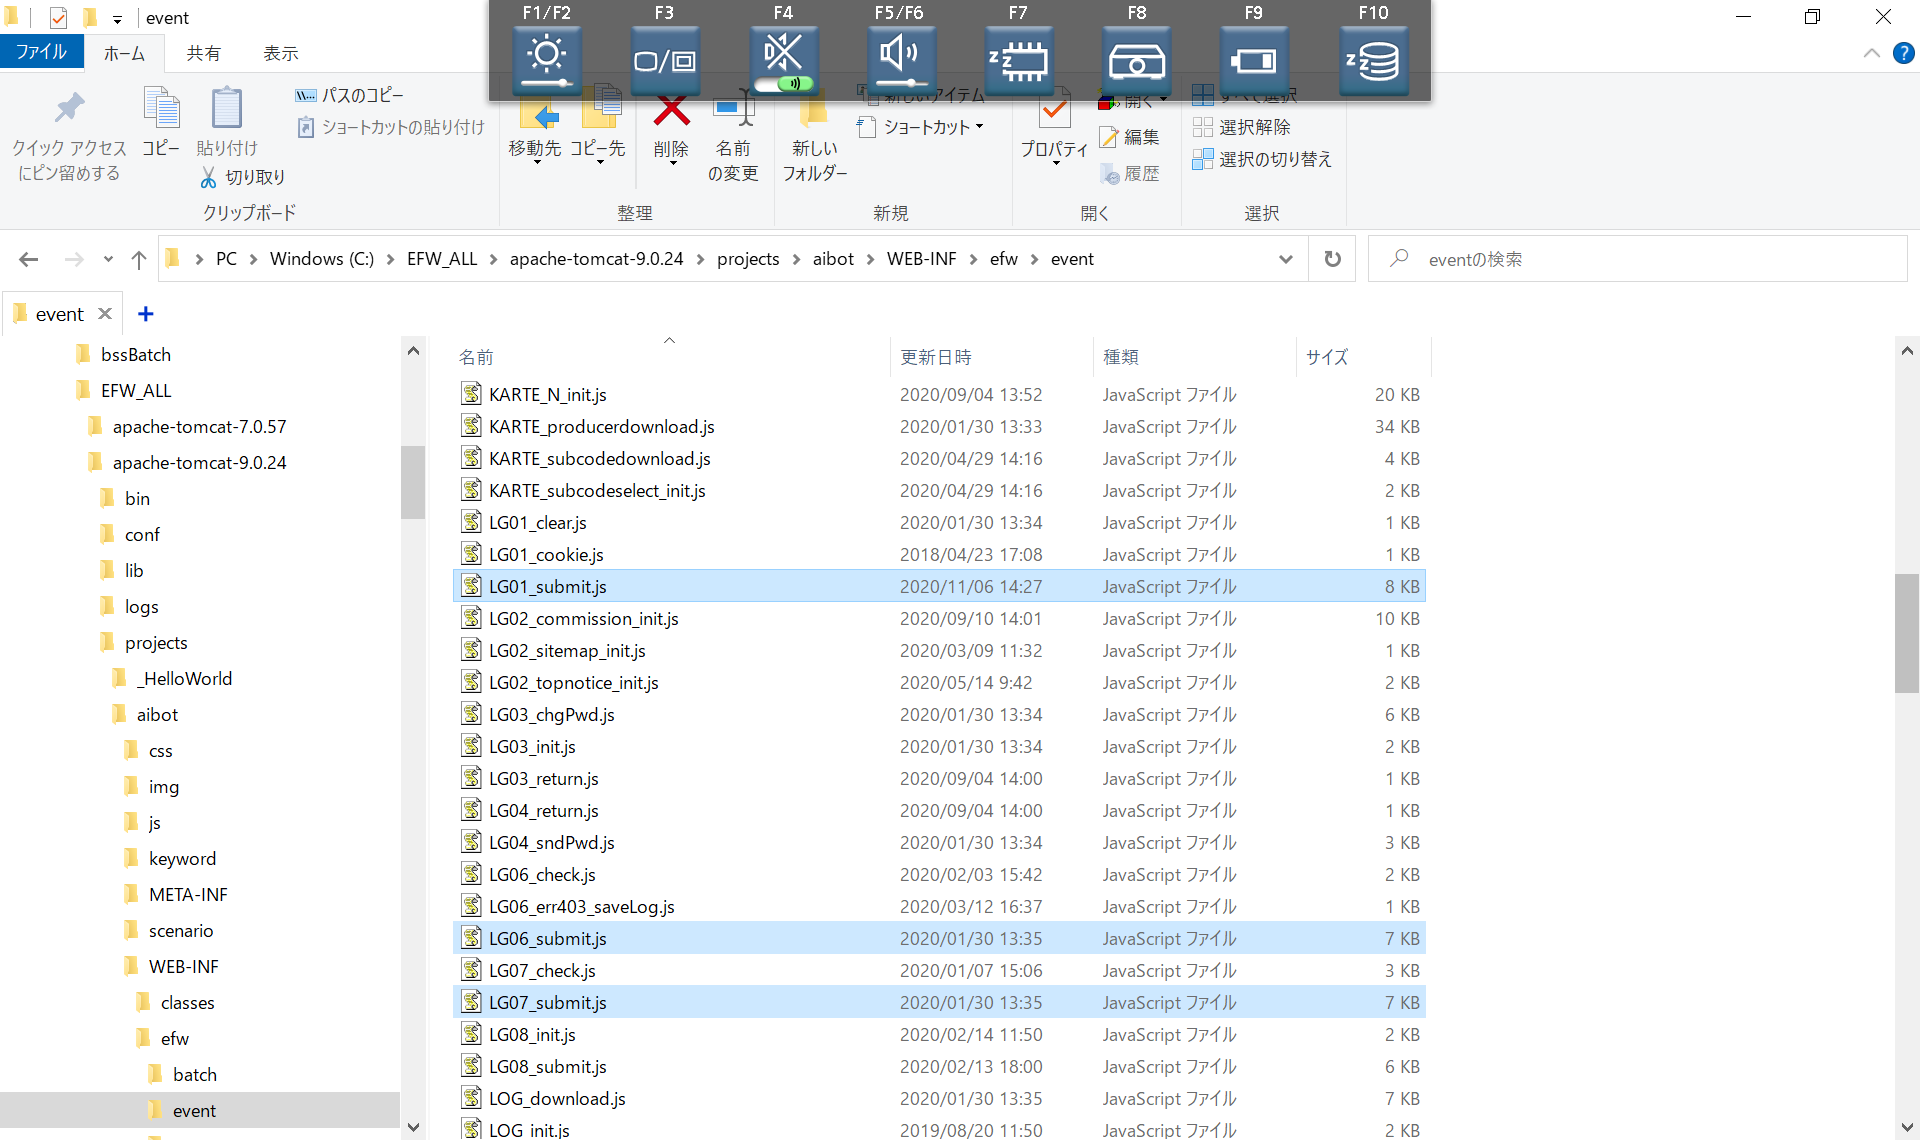 event
F1/F2 F3 F4 F5/F6 F7 F8 F9 F10
ファイル ホーム 共有 表示
クイック アクセス
にピン留めする
コピー
貼り付け
パスのコピー
ショートカットの貼り付け
切り取り
クリップボード
移動先
コピー先
削除
名前
の変更
整理
新しい
フォルダー
新しいアイテム
ショートカット
新規
プロパティ
開く
編集
履歴
開く
すべて選択
選択解除
選択の切り替え
選択
PC Windows (C:) EFW_ALL apache-tomcat-9.0.24 projects aibot WEB-INF efw event
eventの検索
event
bssBatch
EFW_ALL
apache-tomcat-7.0.57
apache-tomcat-9.0.24
bin
conf
lib
logs
projects
_HelloWorld
aibot
css
img
js
keyword
META-INF
scenario
WEB-INF
classes
efw
batch
event
名前 更新日時 種類 サイズ
KARTE_N_init.js 2020/09/04 13:52 JavaScript ファイル 20 KB
KARTE_producerdownload.js 2020/01/30 13:33 JavaScript ファイル 34 KB
KARTE_subcodedownload.js 2020/04/29 14:16 JavaScript ファイル 4 KB
KARTE_subcodeselect_init.js 2020/04/29 14:16 JavaScript ファイル 2 KB
LG01_clear.js 2020/01/30 13:34 JavaScript ファイル 1 KB
LG01_cookie.js 2018/04/23 17:08 JavaScript ファイル 1 KB
LG01_submit.js 2020/11/06 14:27 JavaScript ファイル 8 KB
LG02_commission_init.js 2020/09/10 14:01 JavaScript ファイル 10 KB
LG02_sitemap_init.js 2020/03/09 11:32 JavaScript ファイル 1 KB
LG02_topnotice_init.js 2020/05/14 9:42 JavaScript ファイル 2 KB
LG03_chgPwd.js 2020/01/30 13:34 JavaScript ファイル 6 KB
LG03_init.js 2020/01/30 13:34 JavaScript ファイル 2 KB
LG03_return.js 2020/09/04 14:00 JavaScript ファイル 1 KB
LG04_return.js 2020/09/04 14:00 JavaScript ファイル 1 KB
LG04_sndPwd.js 2020/01/30 13:34 JavaScript ファイル 3 KB
LG06_check.js 2020/02/03 15:42 JavaScript ファイル 2 KB
LG06_err403_saveLog.js 2020/03/12 16:37 JavaScript ファイル 1 KB
LG06_submit.js 2020/01/30 13:35 JavaScript ファイル 7 KB
LG07_check.js 2020/01/07 15:06 JavaScript ファイル 3 KB
LG07_submit.js 2020/01/30 13:35 JavaScript ファイル 7 KB
LG08_init.js 2020/02/14 11:50 JavaScript ファイル 2 KB
LG08_submit.js 2020/02/13 18:00 JavaScript ファイル 6 KB
LOG_download.js 2020/01/30 13:35 JavaScript ファイル 7 KB
LOG_init.js 2019/08/20 11:50 JavaScript ファイル 2 KB